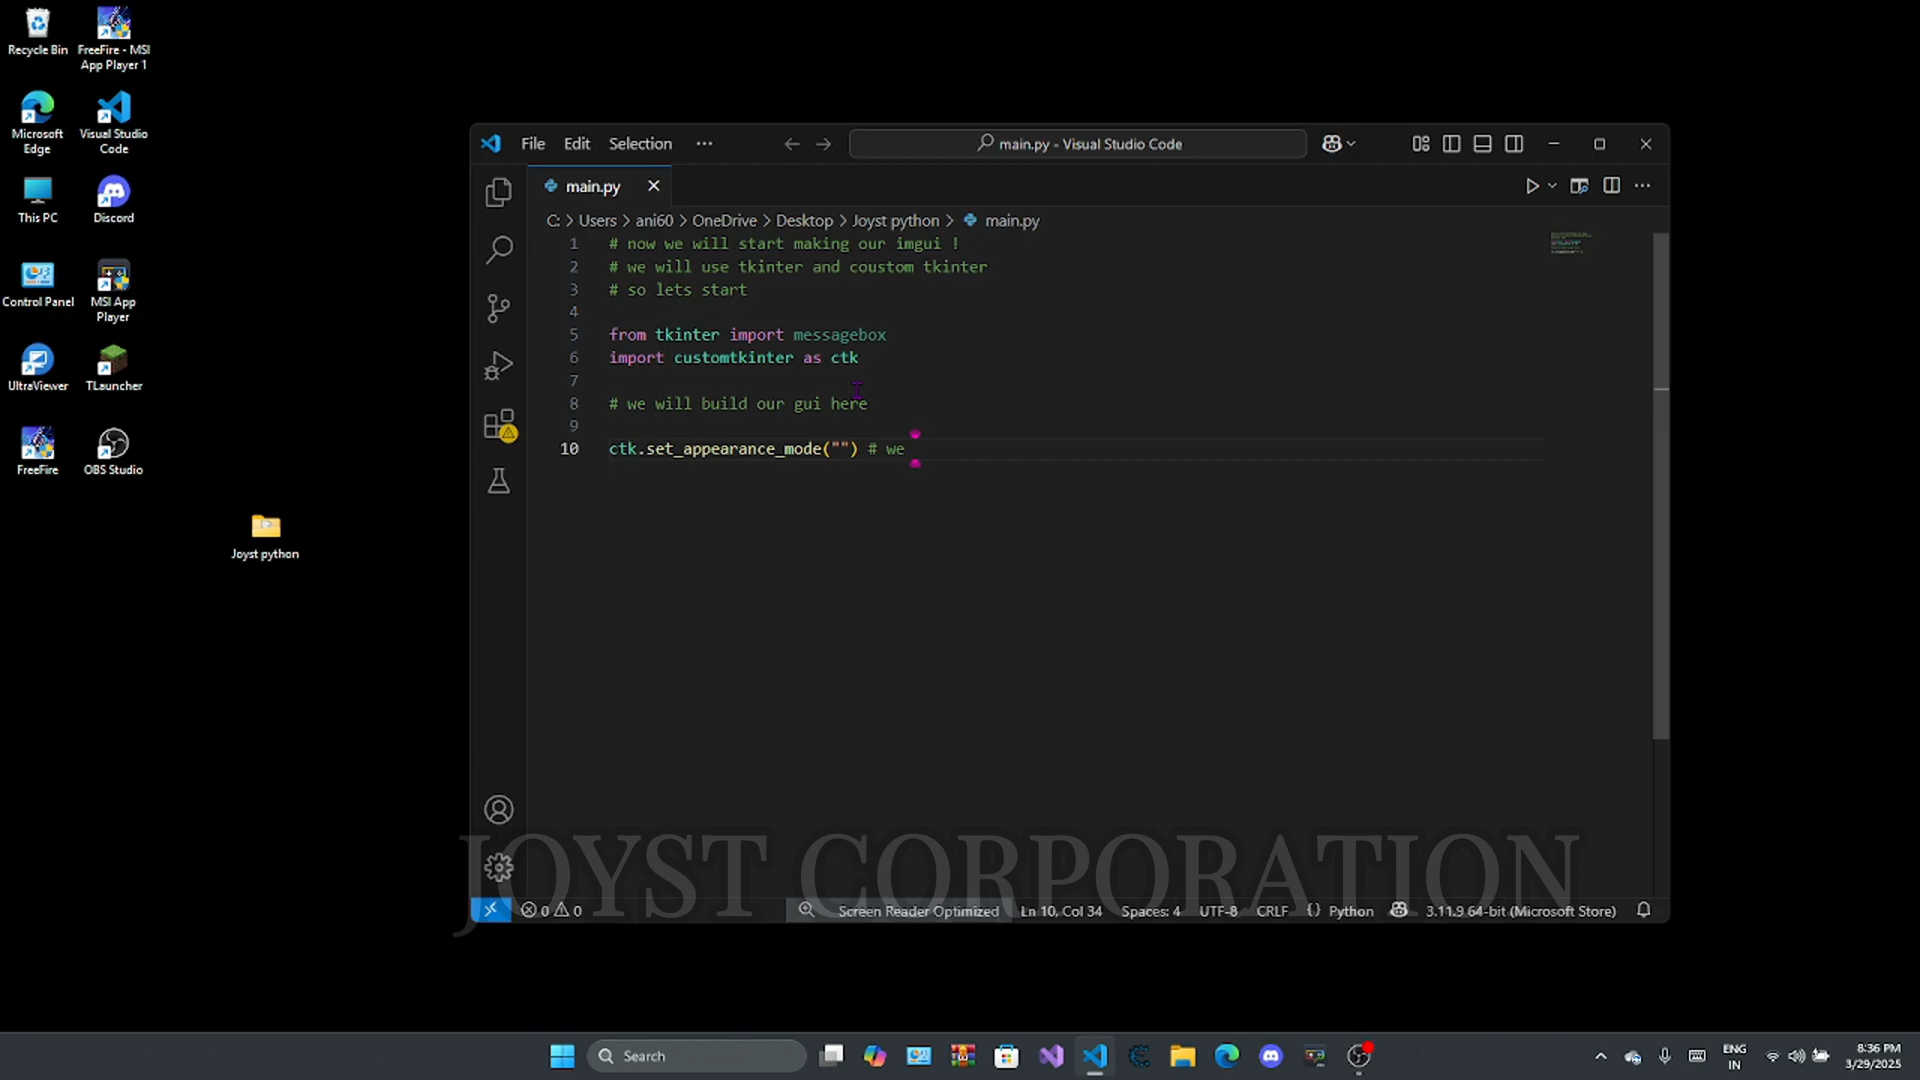 Recycle Bin
FreeFire - MSI
App Player 1
Microsoft
Edge
Visual Studio
Code
This PC
Discord
Control Panel
MSI App
Player
UltraViewer
TLauncher
FreeFire
OBS Studio
Joyst python
File Edit Selection ···
main.py - Visual Studio Code
main.py
C: > Users > ani60 > OneDrive > Desktop > Joyst python > main.py
1 # now we will start making our imgui !
2 # we will use tkinter and coustom tkinter
3 # so lets start
4
5 from tkinter import messagebox
6 import customtkinter as ctk
7
8 # we will build our gui here
9
10 ctk.set_appearance_mode("") # we
JOYST CORPORATION
0 0 Screen Reader Optimized Ln 10, Col 34 Spaces: 4 UTF-8 CRLF {} Python 3.11.9 64-bit (Microsoft Store)
Search
ENG
IN
8:36 PM
3/29/2025